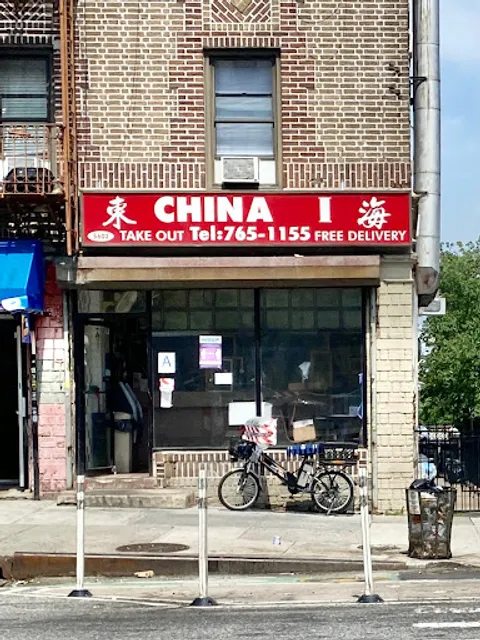 東 CHINA I 海
TAKE OUT Tel:765-1155 FREE DELIVERY
A